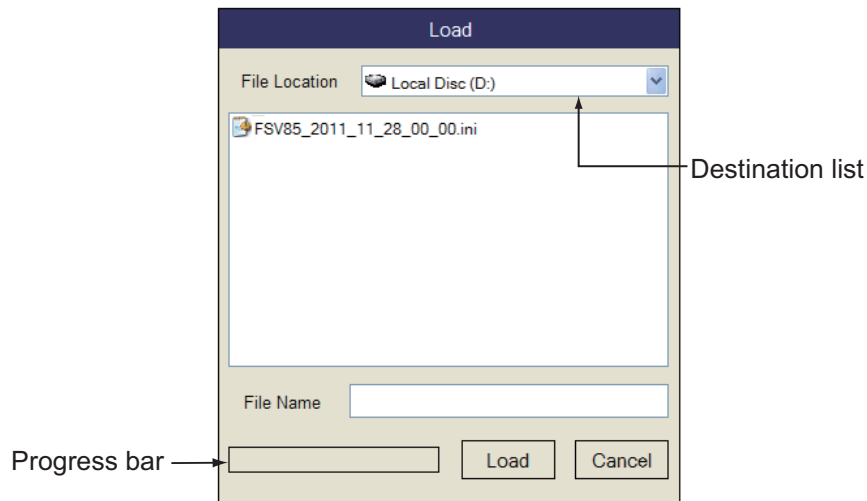 Load
File Location Local Disc (D:)
FSV85_2011_11_28_00_00.ini
Destination list
File Name
Progress bar Load Cancel